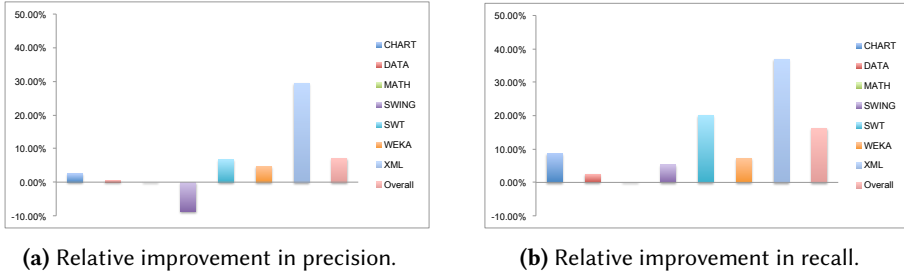 50.00%
40.00%
30.00%
20.00%
10.00%
0.00%
-10.00%
CHART
DATA
MATH
SWING
SWT
WEKA
XML
Overall
(a) Relative improvement in precision.
50.00%
40.00%
30.00%
20.00%
10.00%
0.00%
-10.00%
CHART
DATA
MATH
SWING
SWT
WEKA
XML
Overall
(b) Relative improvement in recall.